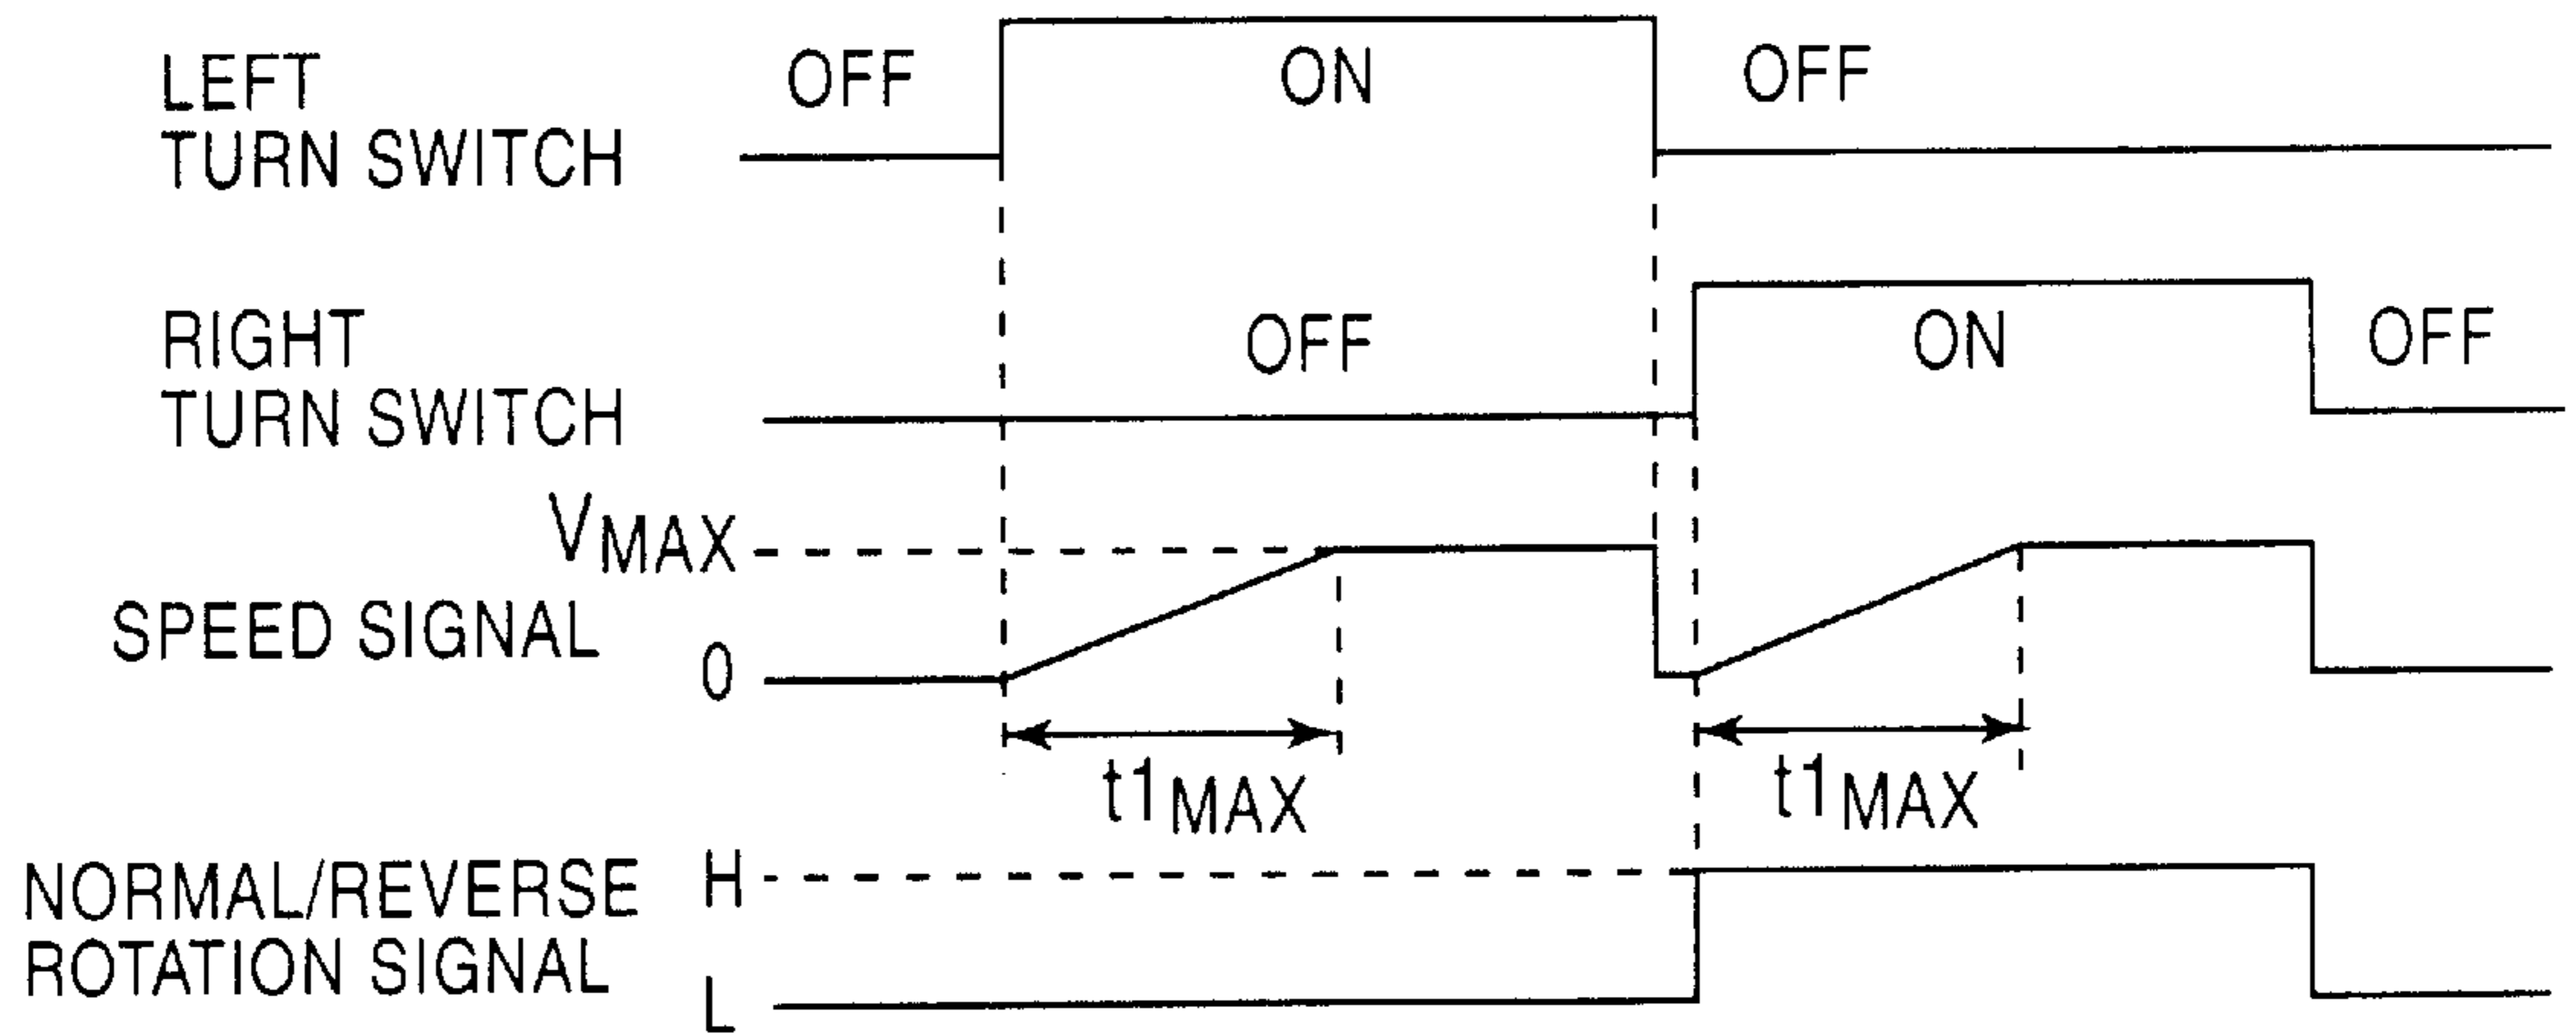 LEFT
TURN SWITCH
OFF
ON
OFF
RIGHT
TURN SWITCH
OFF
ON
OFF
VMAX
SPEED SIGNAL
0
t1MAX
t1MAX
NORMAL/REVERSE
ROTATION SIGNAL
H
L